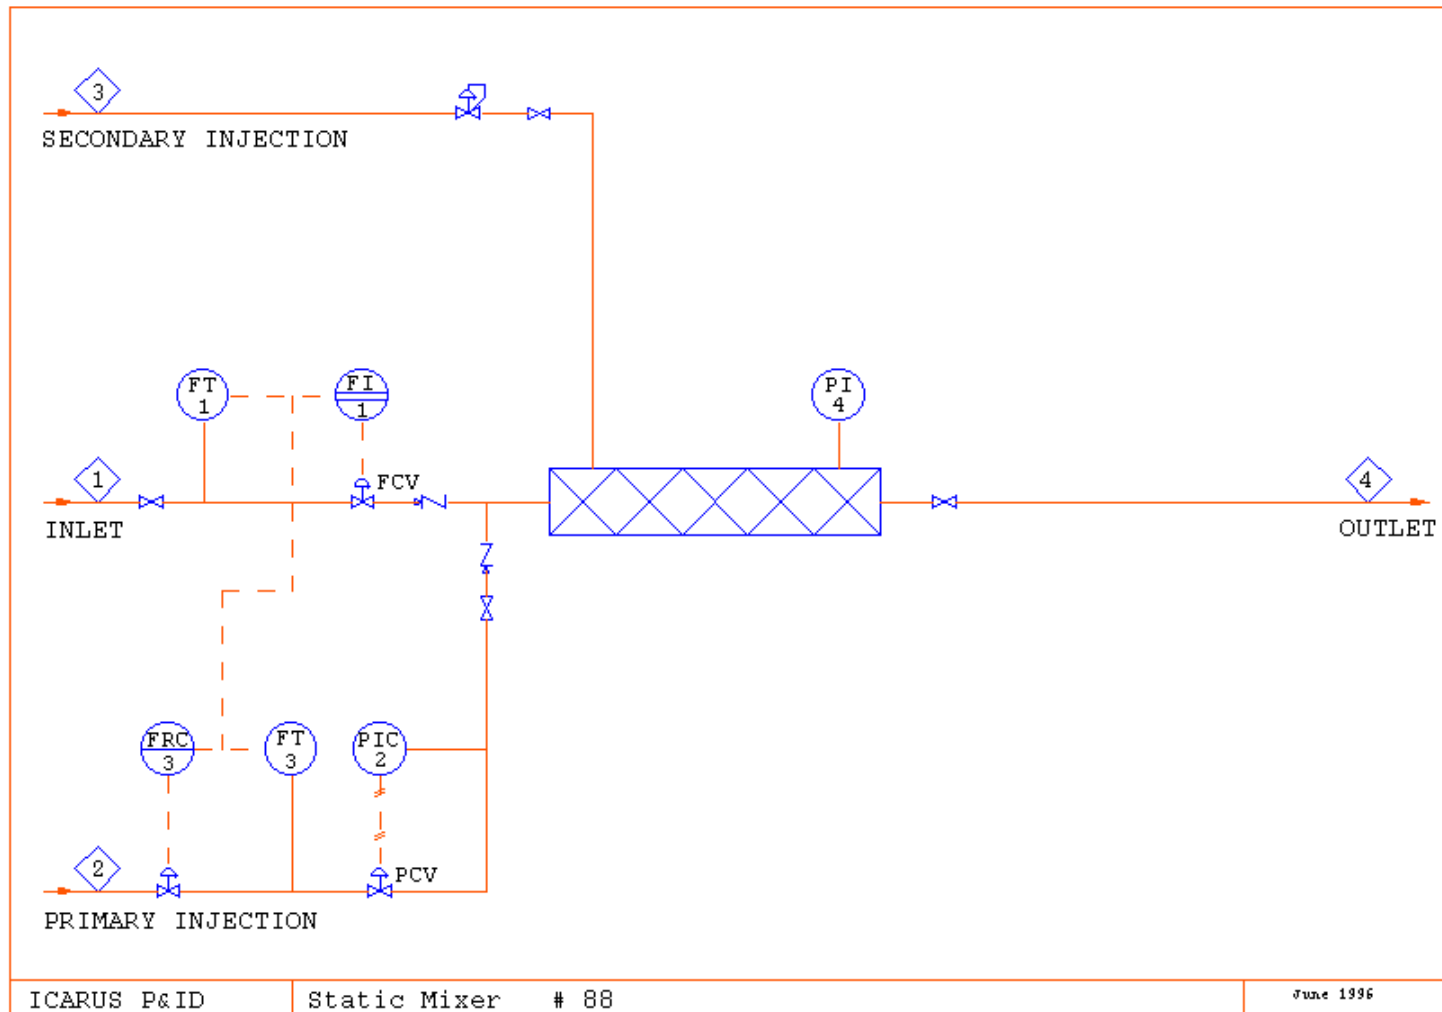 3
SECONDARY INJECTION
FT
1
FI
1
PI
4
1
FCV
4
INLET
OUTLET
FRC
3
FT
3
PIC
2
2
PCV
PRIMARY INJECTION
ICARUS P&ID
Static Mixer # 88
June 1996